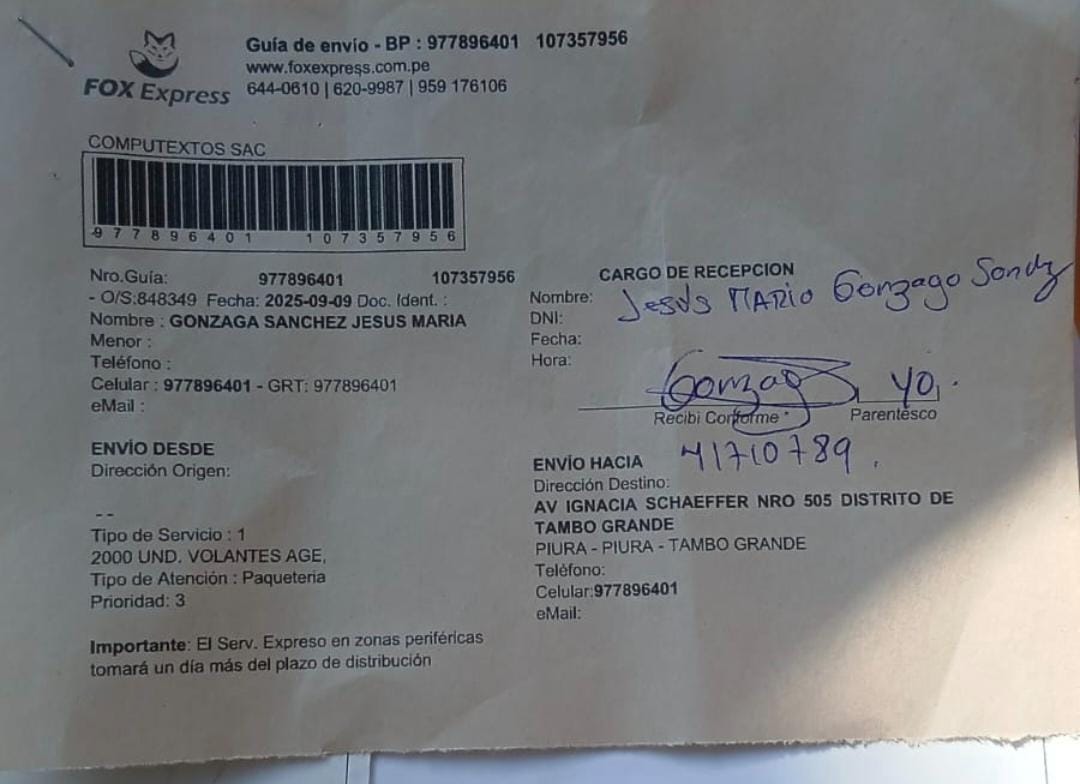 Guía de envío - BP : 977896401 107357956
www.foxexpress.com.pe
644-0610 | 620-9987 | 959 176106
FOX Express
COMPUTEXTOS SAC
977896401 107357956
Nro.Guía: 977896401 107357956
- O/S:848349 Fecha: 2025-09-09 Doc. Ident. :
Nombre : GONZAGA SANCHEZ JESUS MARIA
Menor :
Teléfono :
Celular : 977896401 - GRT: 977896401
eMail :
CARGO DE RECEPCION
Nombre: Jesús MARIA Gonzaga Sanchz
DNI:
Fecha:
Hora:
Gonzaga yo.
Recibi Conforme Parentesco
41710789.
ENVÍO DESDE
Dirección Origen:
- -
Tipo de Servicio : 1
2000 UND. VOLANTES AGE,
Tipo de Atención : Paqueteria
Prioridad: 3
ENVÍO HACIA
Dirección Destino:
AV IGNACIA SCHAEFFER NRO 505 DISTRITO DE
TAMBO GRANDE
PIURA - PIURA - TAMBO GRANDE
Teléfono:
Celular:977896401
eMail:
Importante: El Serv. Expreso en zonas periféricas
tomará un día más del plazo de distribución